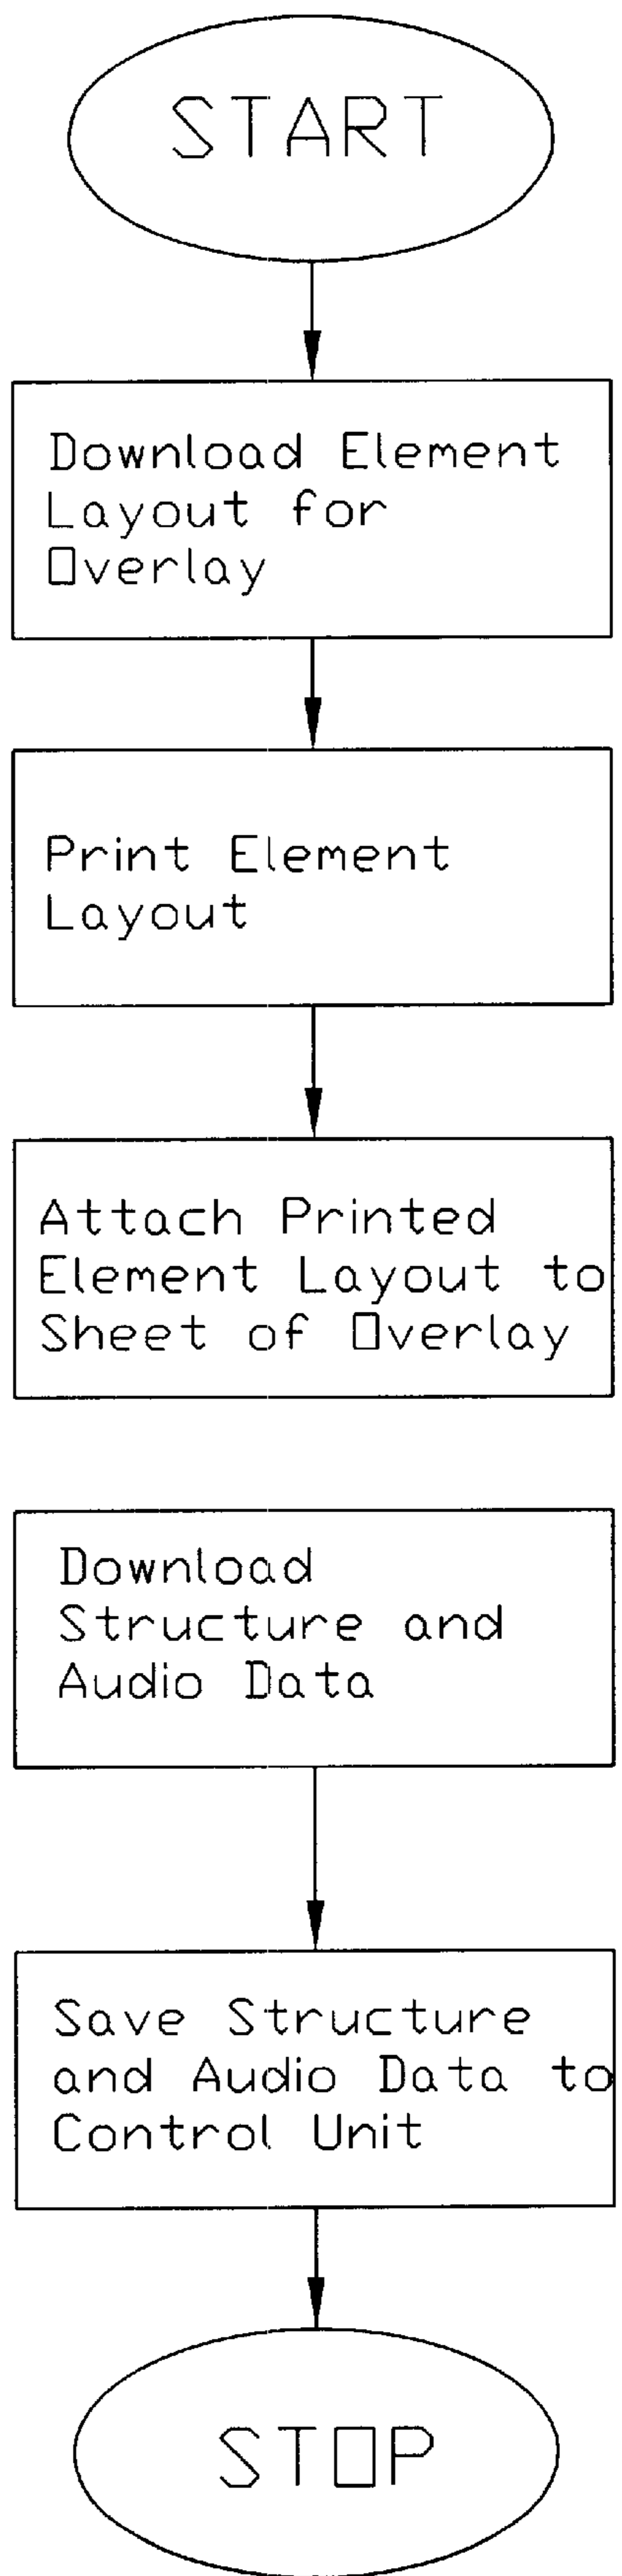 START
Download Element
Layout for
Overlay
Print Element
Layout
Attach Printed
Element Layout to
Sheet of Overlay
Download
Structure and
Audio Data
Save Structure
and Audio Data to
Control Unit
STOP